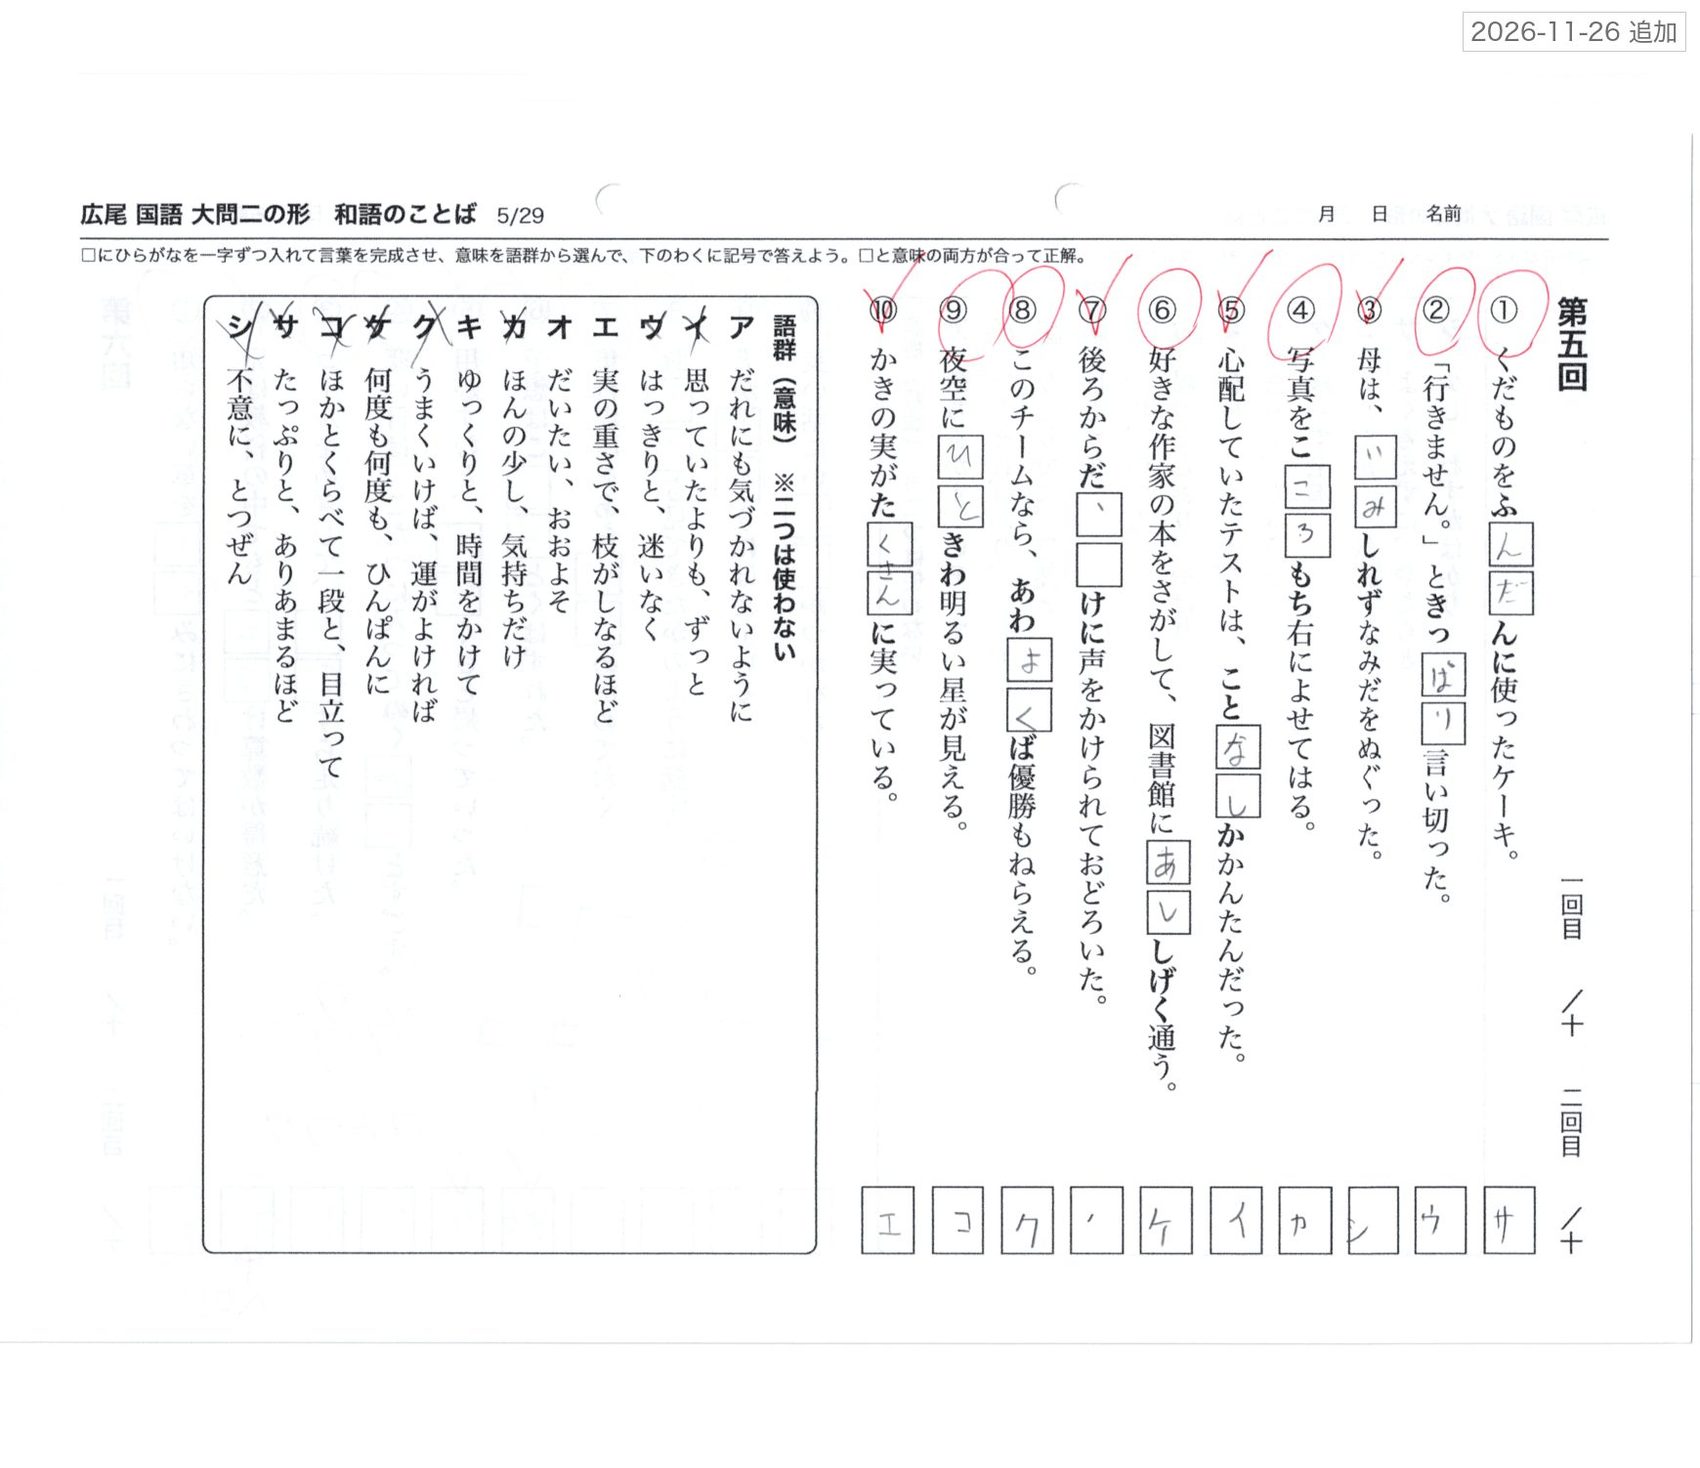 2026-11-26 追加
広尾 国語 大問二の形　和語のことば 5/29
月　日　名前
□にひらがなを一字ずつ入れて言葉を完成させ、意味を語群から選んで、下のわくに記号で答えよう。□と意味の両方が合って正解。
第五回　一回目　／十　二回目　／十
① くだものをふんだんに使ったケーキ。 サ
② 「行きません。」ときっぱり言い切った。 ウ
③ 母は、いみしれずなみだをぬぐった。 シ
④ 写真をここ　ろもち右によせてはる。 カ
⑤ 心配していたテストは、ことなしかかんたんだった。 イ
⑥ 好きな作家の本をさがして、図書館にあししげく通う。 ケ
⑦ 後ろからだ、□けに声をかけられておどろいた。 、
⑧ このチームなら、あわよくば優勝もねらえる。 ク
⑨ 夜空にひときわ明るい星が見える。 コ
⑩ かきの実がたくさんに実っている。 エ
語群（意味）　※二つは使わない
ア だれにも気づかれないように
イ 思っていたよりも、ずっと
ウ はっきりと、迷いなく
エ 実の重さで、枝がしなるほど
オ だいたい、おおよそ
カ ほんの少し、気持ちだけ
キ ゆっくりと、時間をかけて
ク うまくいけば、運がよければ
ケ 何度も何度も、ひんぱんに
コ ほかとくらべて一段と、目立って
サ たっぷりと、ありあまるほど
シ 不意に、とつぜん